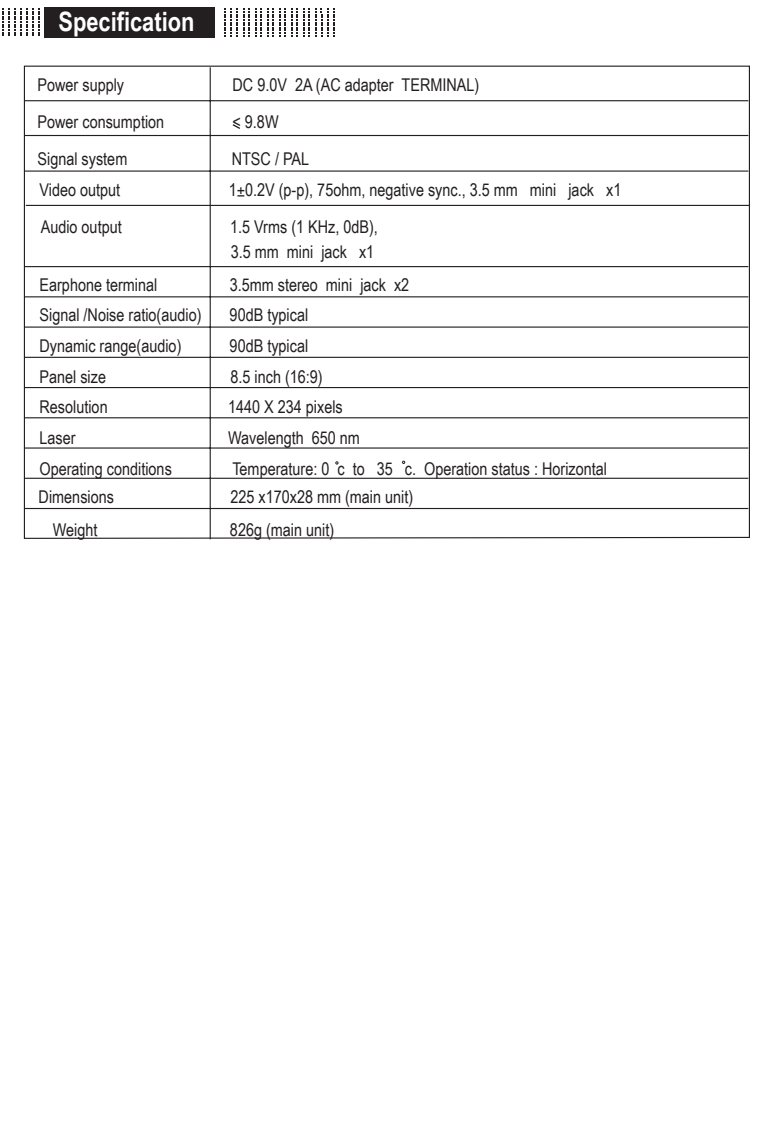 Specification
Power supply DC 9.0V 2A (AC adapter TERMINAL)
Power consumption ⩽ 9.8W
Signal system NTSC / PAL
Video output 1±0.2V (p-p), 75ohm, negative sync., 3.5 mm mini jack x1
Audio output 1.5 Vrms (1 KHz, 0dB),
3.5 mm mini jack x1
Earphone terminal 3.5mm stereo mini jack x2
Signal /Noise ratio(audio) 90dB typical
Dynamic range(audio) 90dB typical
Panel size 8.5 inch (16:9)
Resolution 1440 X 234 pixels
Laser Wavelength 650 nm
Operating conditions Temperature: 0 °c to 35 °c. Operation status : Horizontal
Dimensions 225 x170x28 mm (main unit)
Weight 826g (main unit)